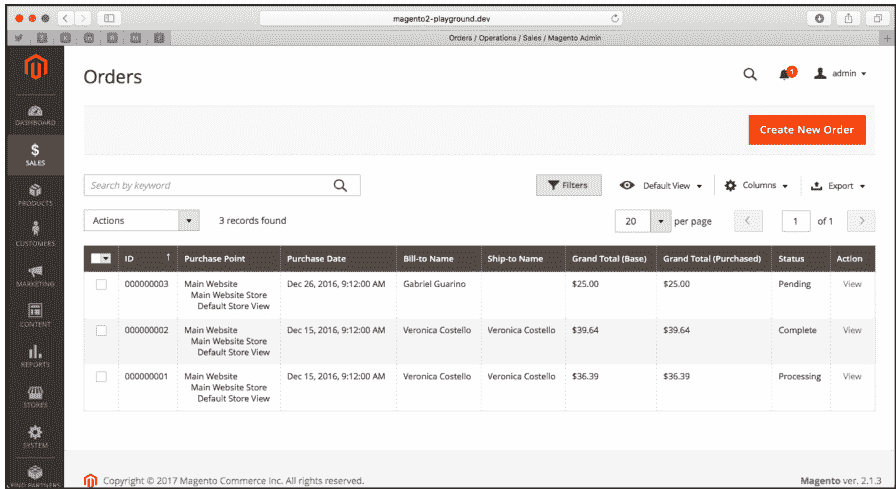 magento2-playground.dev
Orders / Operations / Sales / Magento Admin
Orders
1
admin
DASHBOARD
Create New Order
$
SALES
Search by keyword
Filters
Default View
Columns
Export
PRODUCTS
Actions
3 records found
20
per page
1
of 1
CUSTOMERS
ID
Purchase Point
Purchase Date
Bill-to Name
Ship-to Name
Grand Total (Base)
Grand Total (Purchased)
Status
Action
MARKETING
000000003
Main Website
Main Website Store
Default Store View
Dec 26, 2016, 9:12:00 AM
Gabriel Guarino
$25.00
$25.00
Pending
View
CONTENT
000000002
Main Website
Main Website Store
Default Store View
Dec 15, 2016, 9:12:00 AM
Veronica Costello
Veronica Costello
$39.64
$39.64
Complete
View
REPORTS
000000001
Main Website
Main Website Store
Default Store View
Dec 15, 2016, 9:12:00 AM
Veronica Costello
Veronica Costello
$36.39
$36.39
Processing
View
STORES
SYSTEM
FIND PARTNERS
Copyright © 2017 Magento Commerce Inc. All rights reserved.
Magento ver. 2.1.3